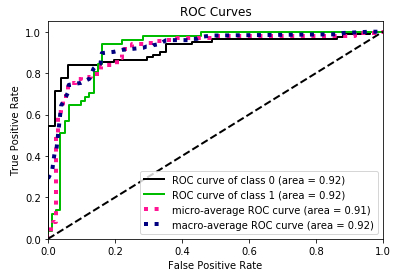 ROC Curves
True Positive Rate
1.0
0.8
0.6
0.4
0.2
0.0
ROC curve of class 0 (area = 0.92)
ROC curve of class 1 (area = 0.92)
micro-average ROC curve (area = 0.91)
macro-average ROC curve (area = 0.92)
0.0 0.2 0.4 0.6 0.8 1.0
False Positive Rate